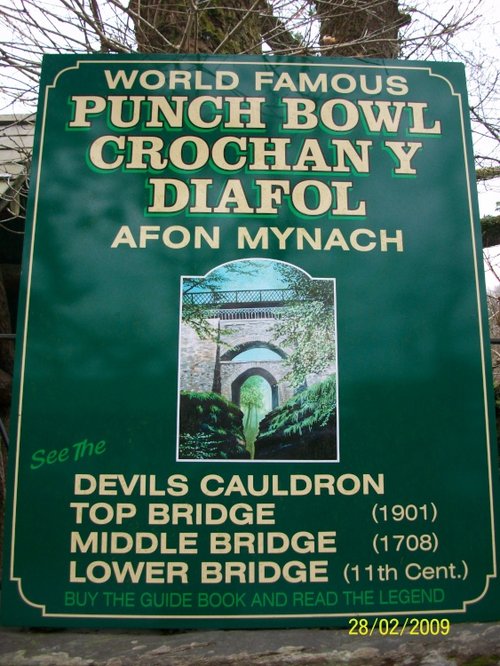 WORLD FAMOUS
PUNCH BOWL
CROCHAN Y
DIAFOL
AFON MYNACH
See The
DEVILS CAULDRON
TOP BRIDGE (1901)
MIDDLE BRIDGE (1708)
LOWER BRIDGE (11th Cent.)
BUY THE GUIDE BOOK AND READ THE LEGEND
28/02/2009